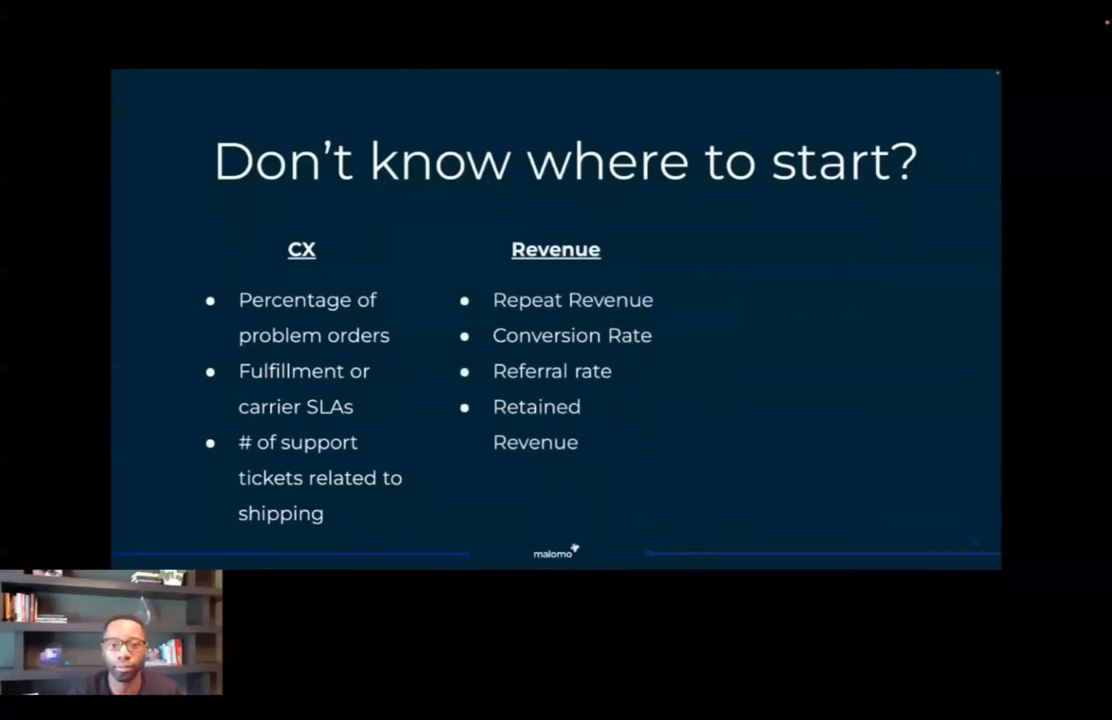 Don't know where to start?
CX
Percentage of
problem orders
Fulfillment or
carrier SLAs
# of support
tickets related to
shipping
Revenue
Repeat Revenue
Conversion Rate
Referral rate
Retained
Revenue
malomo